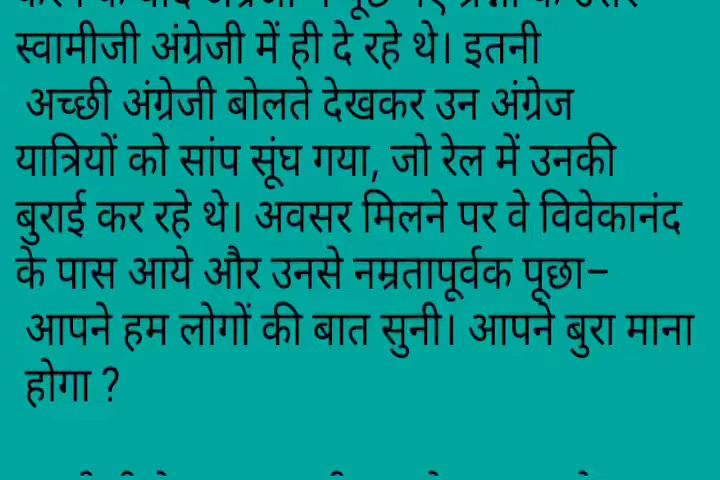 स्वामीजी अंग्रेजी में ही दे रहे थे। इतनी
अच्छी अंग्रेजी बोलते देखकर उन अंग्रेज
यात्रियों को सांप सूंघ गया, जो रेल में उनकी
बुराई कर रहे थे। अवसर मिलने पर वे विवेकानंद
के पास आये और उनसे नम्रतापूर्वक पूछा–
आपने हम लोगों की बात सुनी। आपने बुरा माना
होगा ?